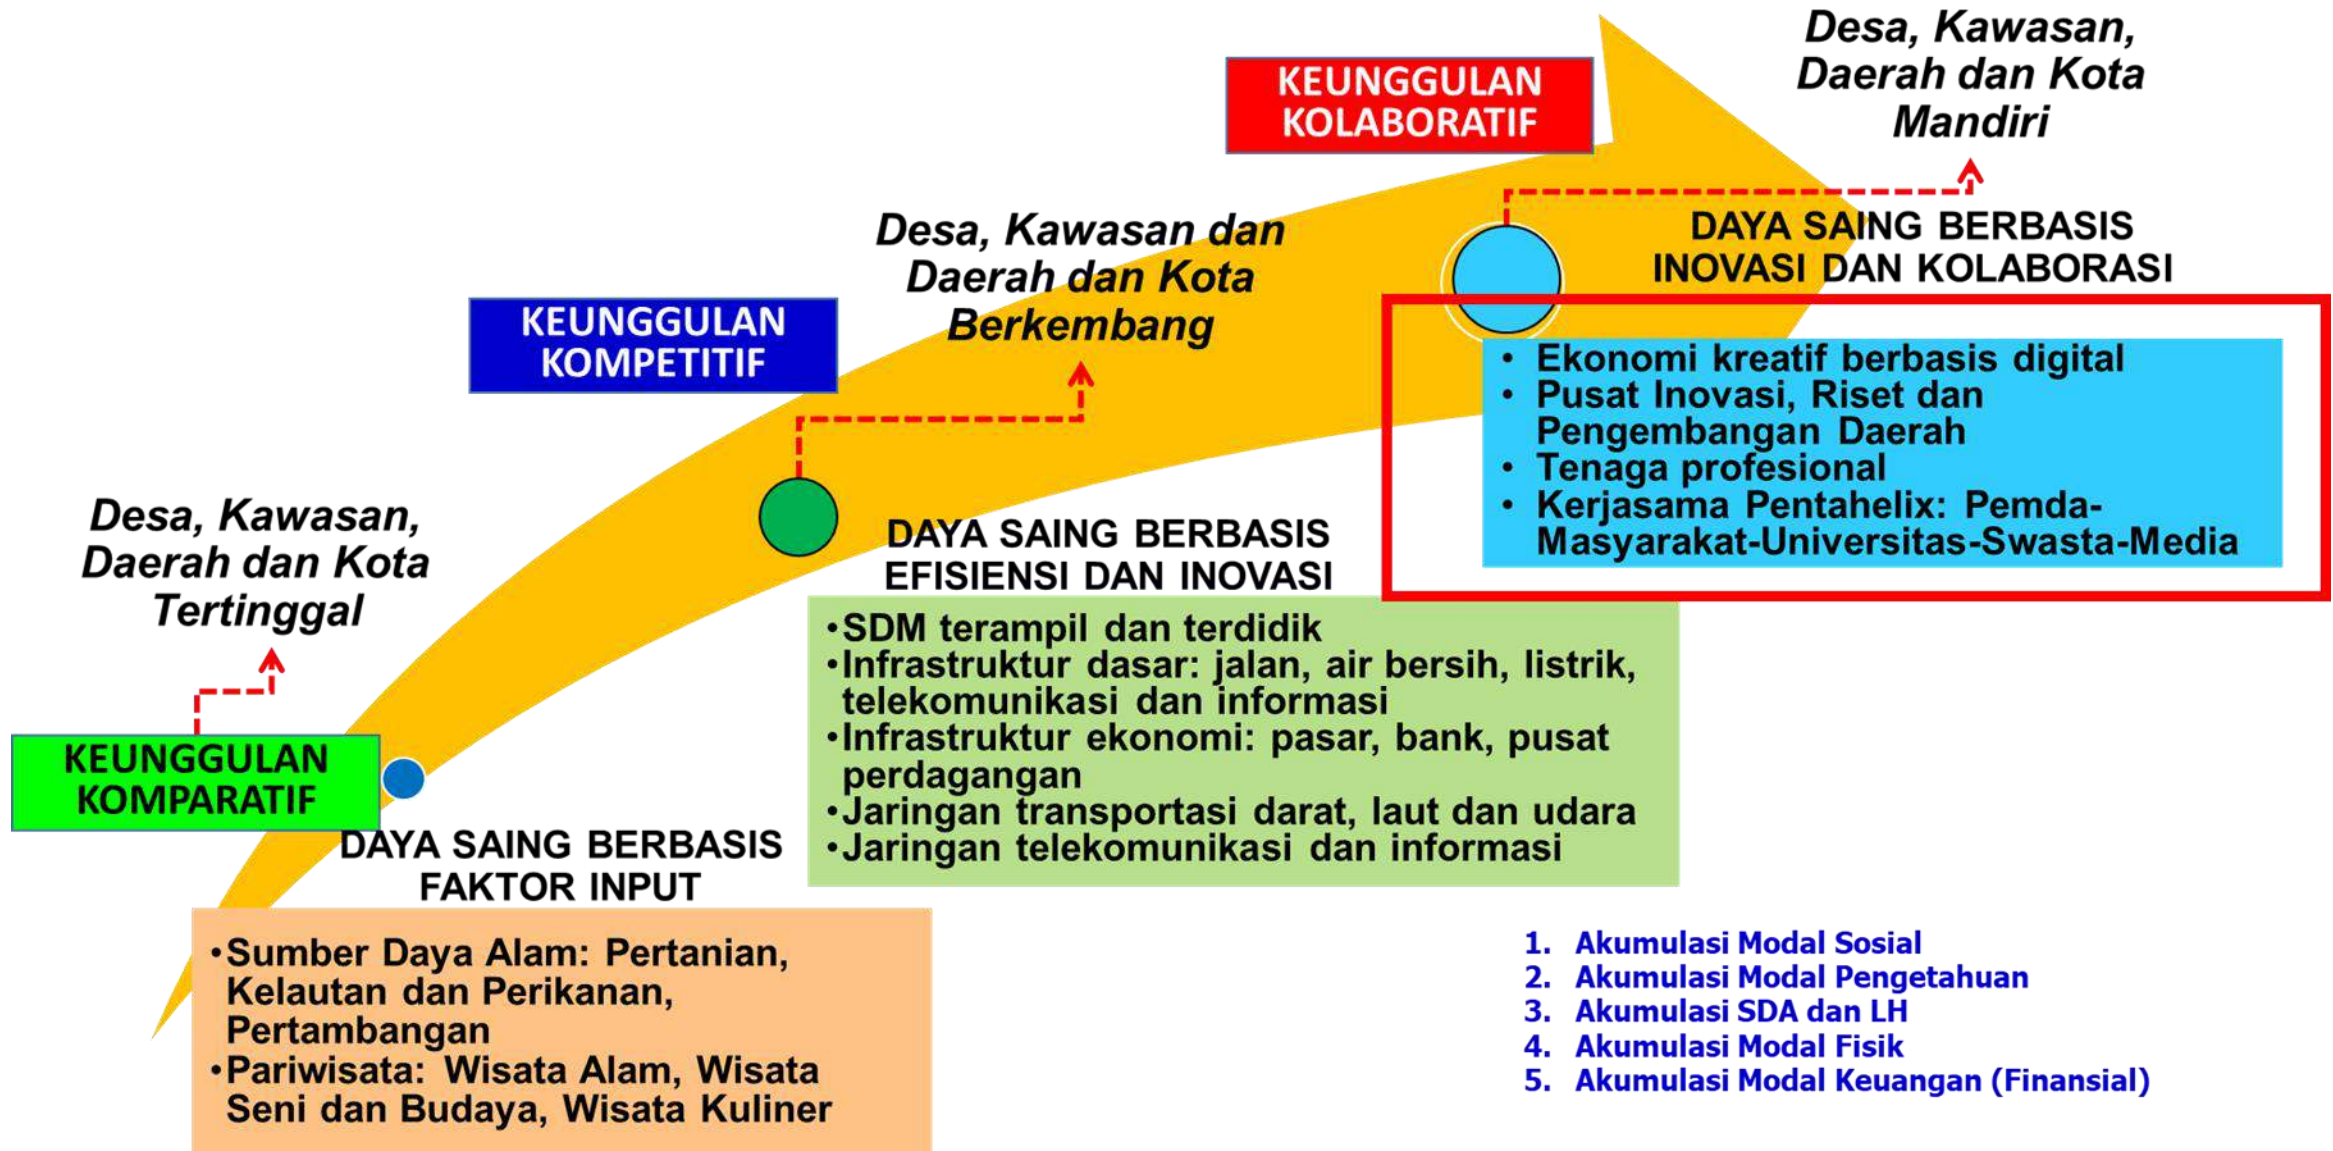 Desa, Kawasan,
Daerah dan Kota
Mandiri
KEUNGGULAN
KOLABORATIF
DAYA SAING BERBASIS
INOVASI DAN KOLABORASI
• Ekonomi kreatif berbasis digital
• Pusat Inovasi, Riset dan
Pengembangan Daerah
• Tenaga profesional
• Kerjasama Pentahelix: Pemda-
Masyarakat-Universitas-Swasta-Media
Desa, Kawasan dan
Daerah dan Kota
Berkembang
KEUNGGULAN
KOMPETITIF
DAYA SAING BERBASIS
EFISIENSI DAN INOVASI
•SDM terampil dan terdidik
•Infrastruktur dasar: jalan, air bersih, listrik,
telekomunikasi dan informasi
•Infrastruktur ekonomi: pasar, bank, pusat
perdagangan
•Jaringan transportasi darat, laut dan udara
•Jaringan telekomunikasi dan informasi
Desa, Kawasan,
Daerah dan Kota
Tertinggal
KEUNGGULAN
KOMPARATIF
DAYA SAING BERBASIS
FAKTOR INPUT
•Sumber Daya Alam: Pertanian,
Kelautan dan Perikanan,
Pertambangan
•Pariwisata: Wisata Alam, Wisata
Seni dan Budaya, Wisata Kuliner
1. Akumulasi Modal Sosial
2. Akumulasi Modal Pengetahuan
3. Akumulasi SDA dan LH
4. Akumulasi Modal Fisik
5. Akumulasi Modal Keuangan (Finansial)